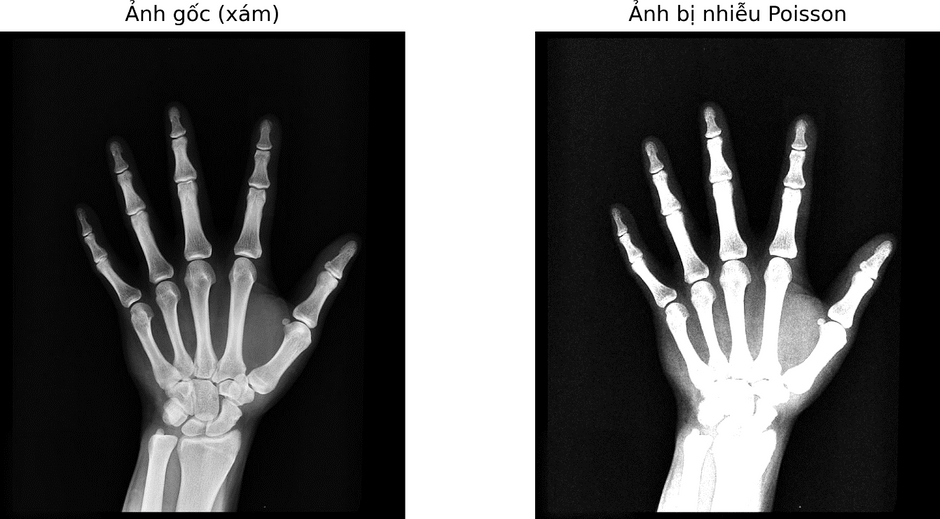 Ảnh gốc (xám)
Ảnh bị nhiễu Poisson